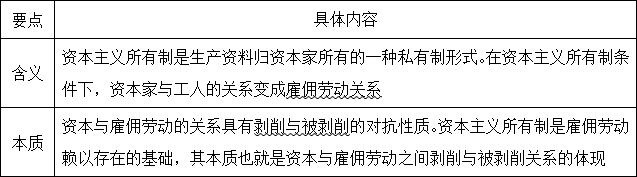 要点 具体内容
含义 资本主义所有制是生产资料归资本家所有的一种私有制形式。在资本主义所有制条
件下，资本家与工人的关系变成雇佣劳动关系
本质 资本与雇佣劳动的关系具有剥削与被剥削的对抗性质。资本主义所有制是雇佣劳动
赖以存在的基础，其本质也就是资本与雇佣劳动之间剥削与被剥削关系的体现